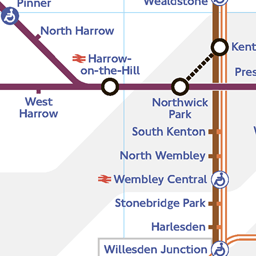 Pinner
Wealdstone
North Harrow
Harrow-
on-the-Hill
Kent
Pres
West
Harrow
Northwick
Park
South Kenton
North Wembley
Wembley Central
Stonebridge Park
Harlesden
Willesden Junction